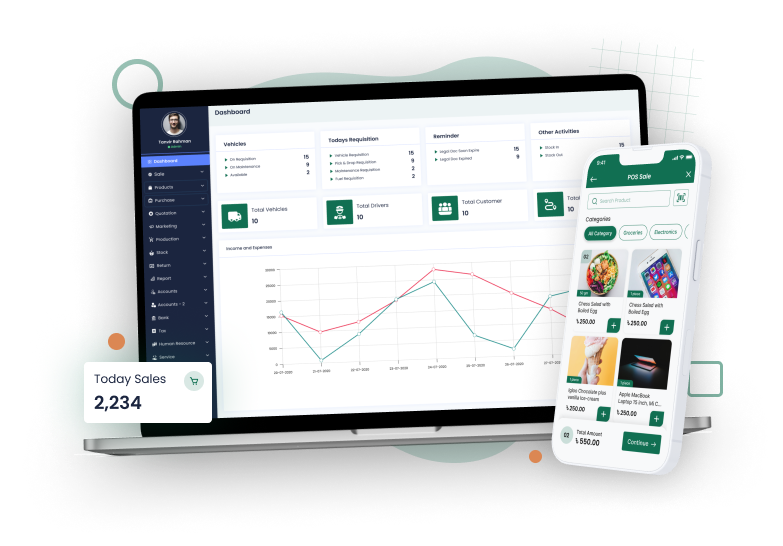 Dashboard
Tanvir Rahman
Admin
Dashboard
Sale
Products
Purchase
Quotation
Marketing
Production
Stock
Return
Report
Accounts
Accounts - 2
Bank
Tax
Human Resource
Service
Vehicles
On Requisition 15
On Maintenance 9
Available 2
Todays Requisition
Vehicle Requisition 15
Pick & Drop Requisition 9
Maintenance Requisition 2
Fuel Requisition 2
Reminder
Legal Doc Soon Expire 15
Legal Doc Expired 9
Other Activities
Stock In 15
Stock Out
Total Vehicles
10
Total Drivers
10
Total Customer
10
Total
10
Income and Expenses
0
Today Sales
2,234
9:41
POS Sale
Search Product
Categories
All Category
Groceries
Electronics
02
Chess Salad with
Boiled Egg
৳ 250.00
Chess Salad with
Boiled Egg
৳ 250.00
Igloo Chocolate plus
vanilla ice-cream
৳ 250.00
Apple MacBook
Laptop 15 inch, Mi C...
৳ 250.00
02
Total Amount
৳ 550.00
Continue